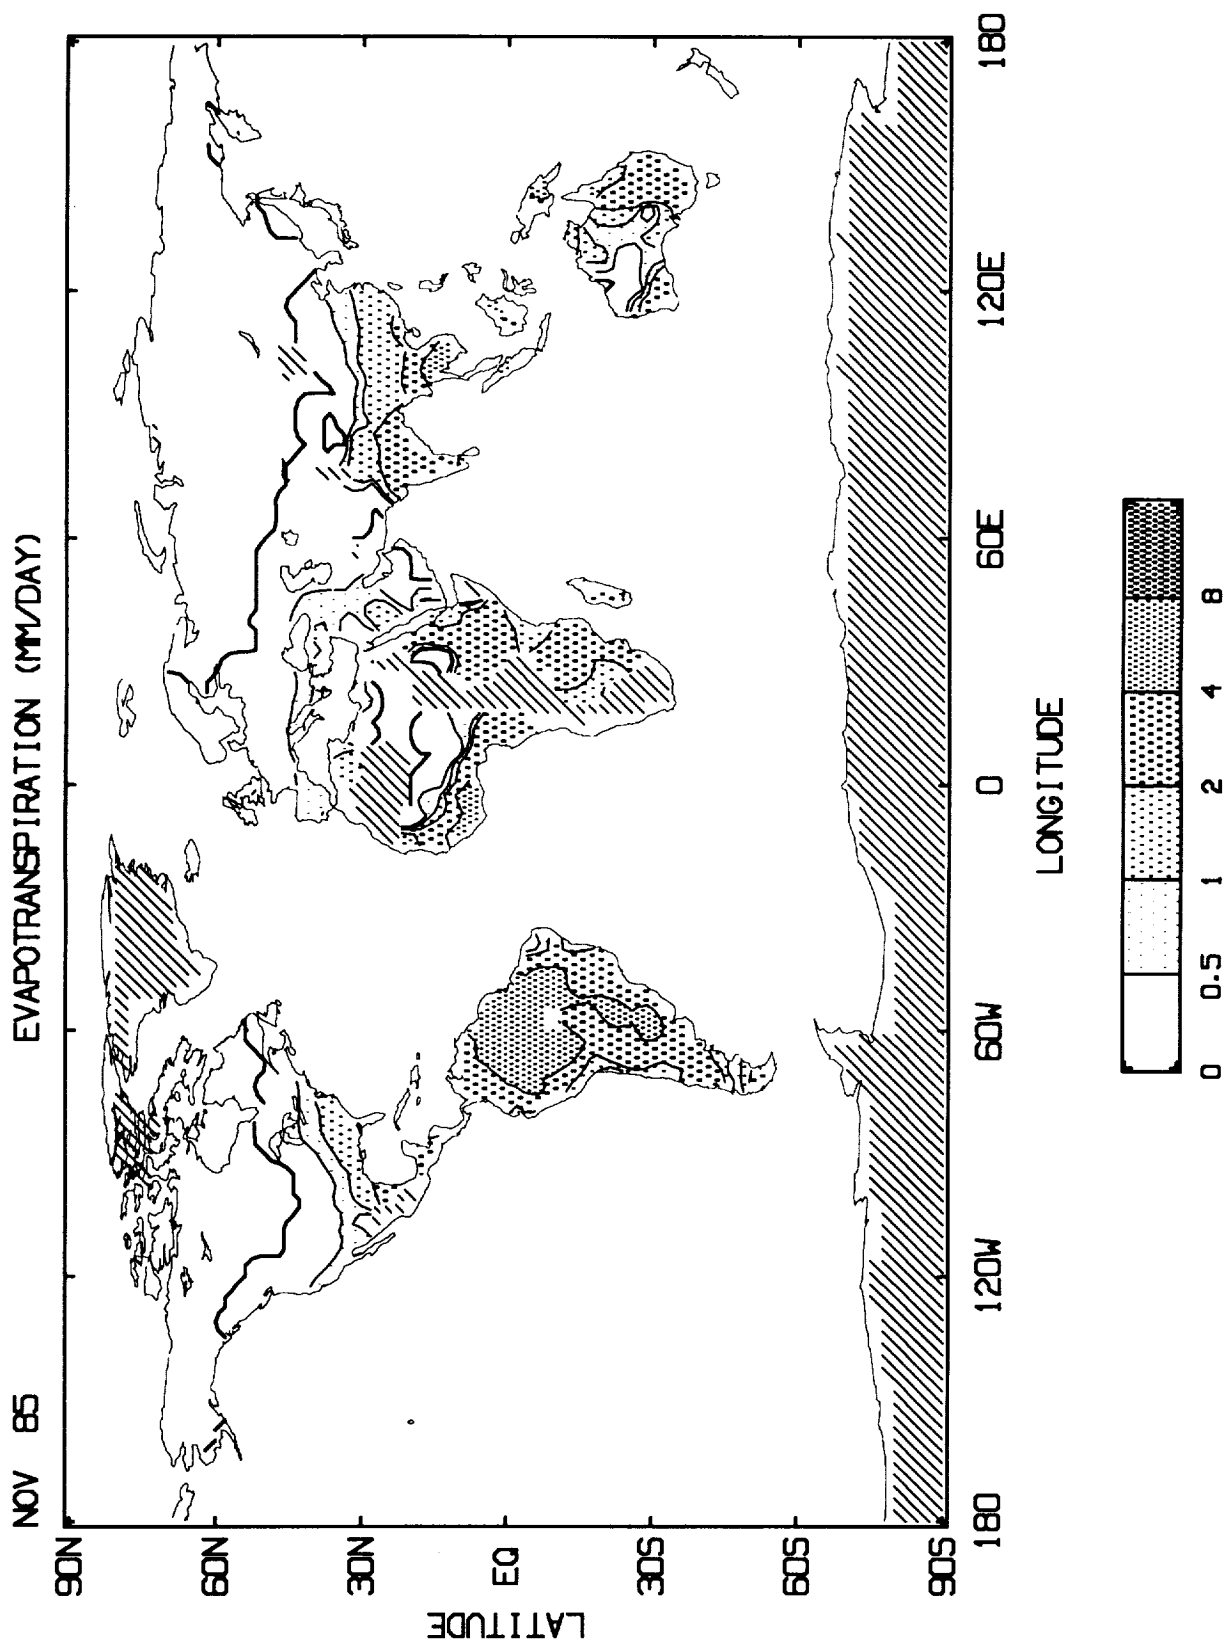 NOV 85 EVAPOTRANSPIRATION (MM/DAY)
90N
60N
30N
EQ
30S
60S
90S
LATITUDE
180 120W 60W 0 60E 120E 180
LONGITUDE
0 0.5 1 2 4 8